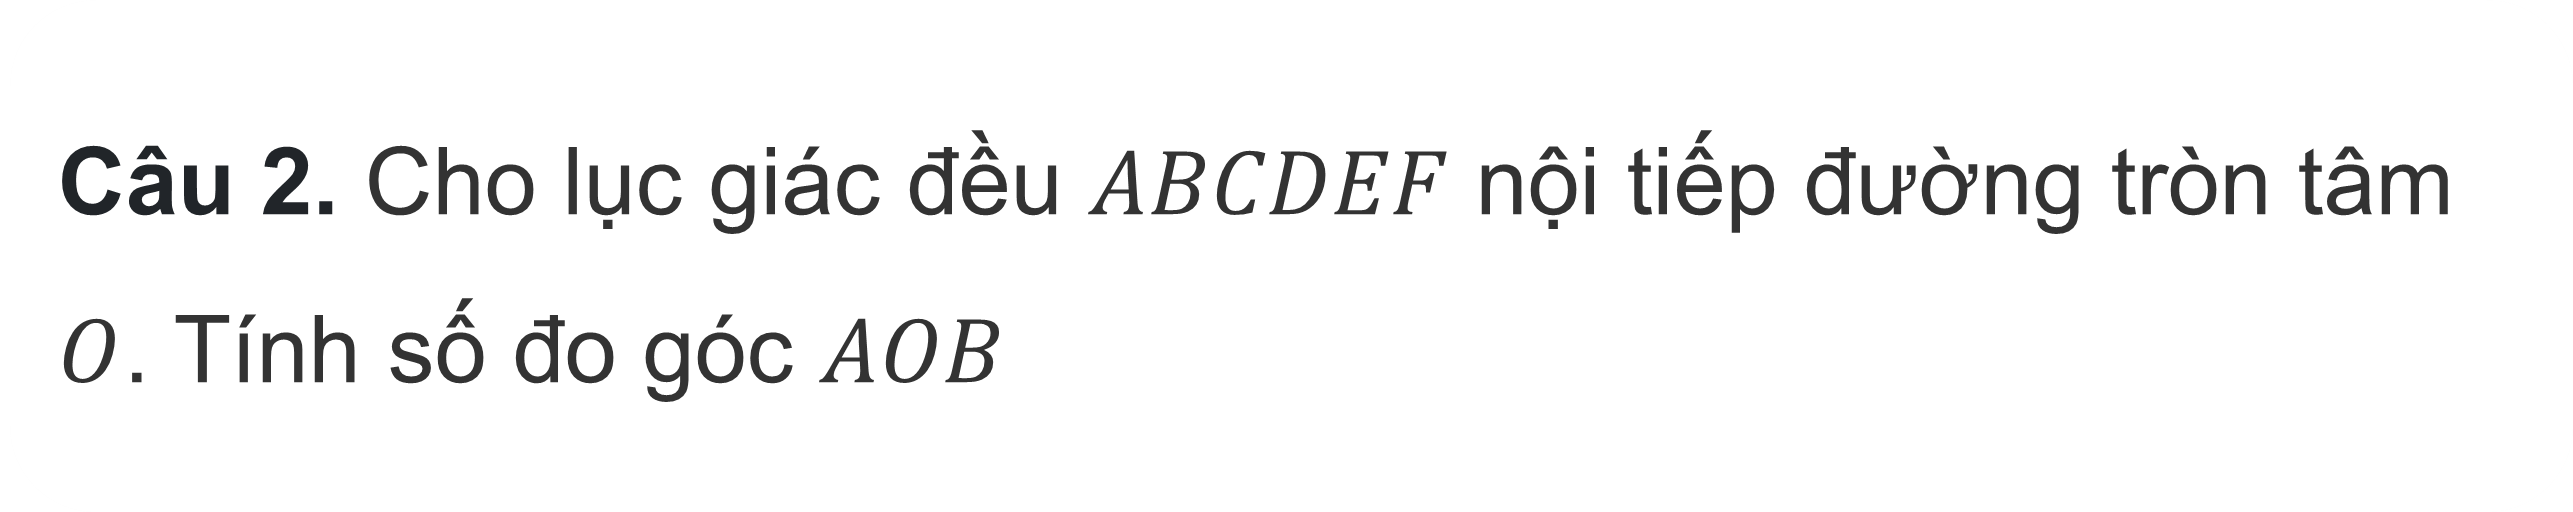 Câu 2. Cho lục giác đều ABCDEF nội tiếp đường tròn tâm
O. Tính số đo góc AOB